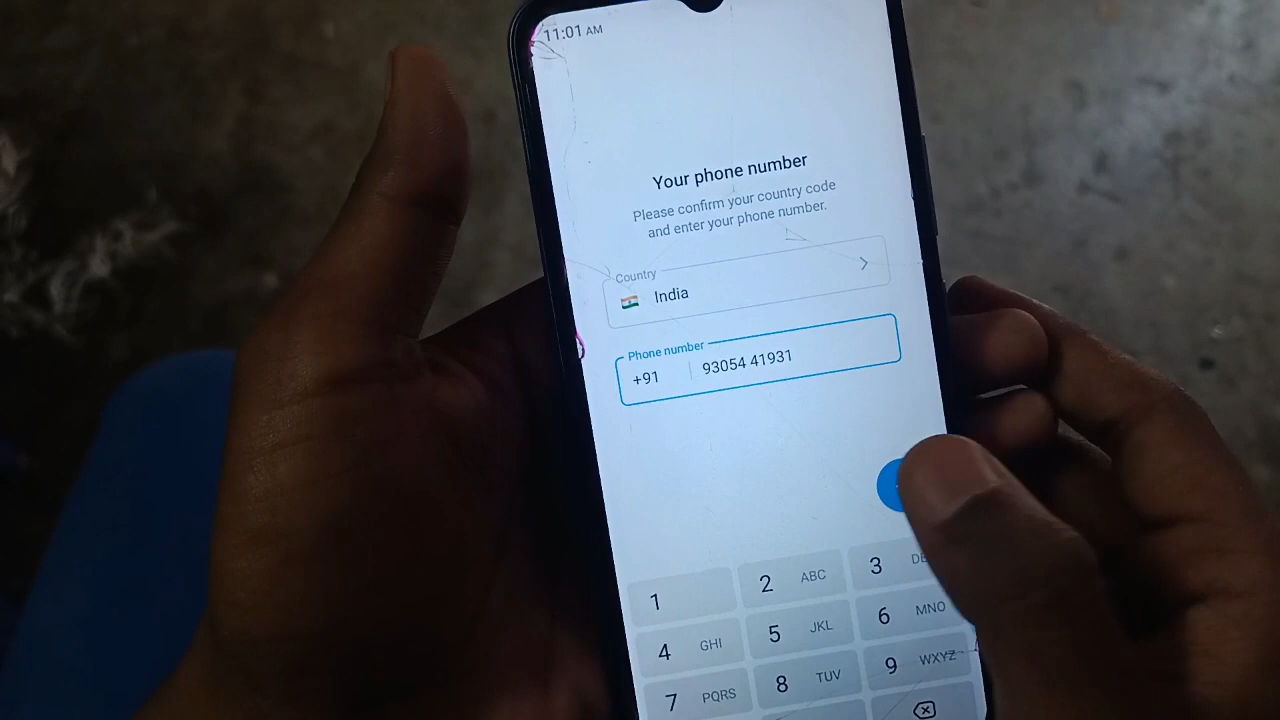 11:01 AM
Your phone number
Please confirm your country code
and enter your phone number.
Country
India
Phone number
+91 93054 41931
1
2 ABC
3
4 GHI
5 JKL
6 MNO
7 PQRS
8 TUV
9 WXYZ